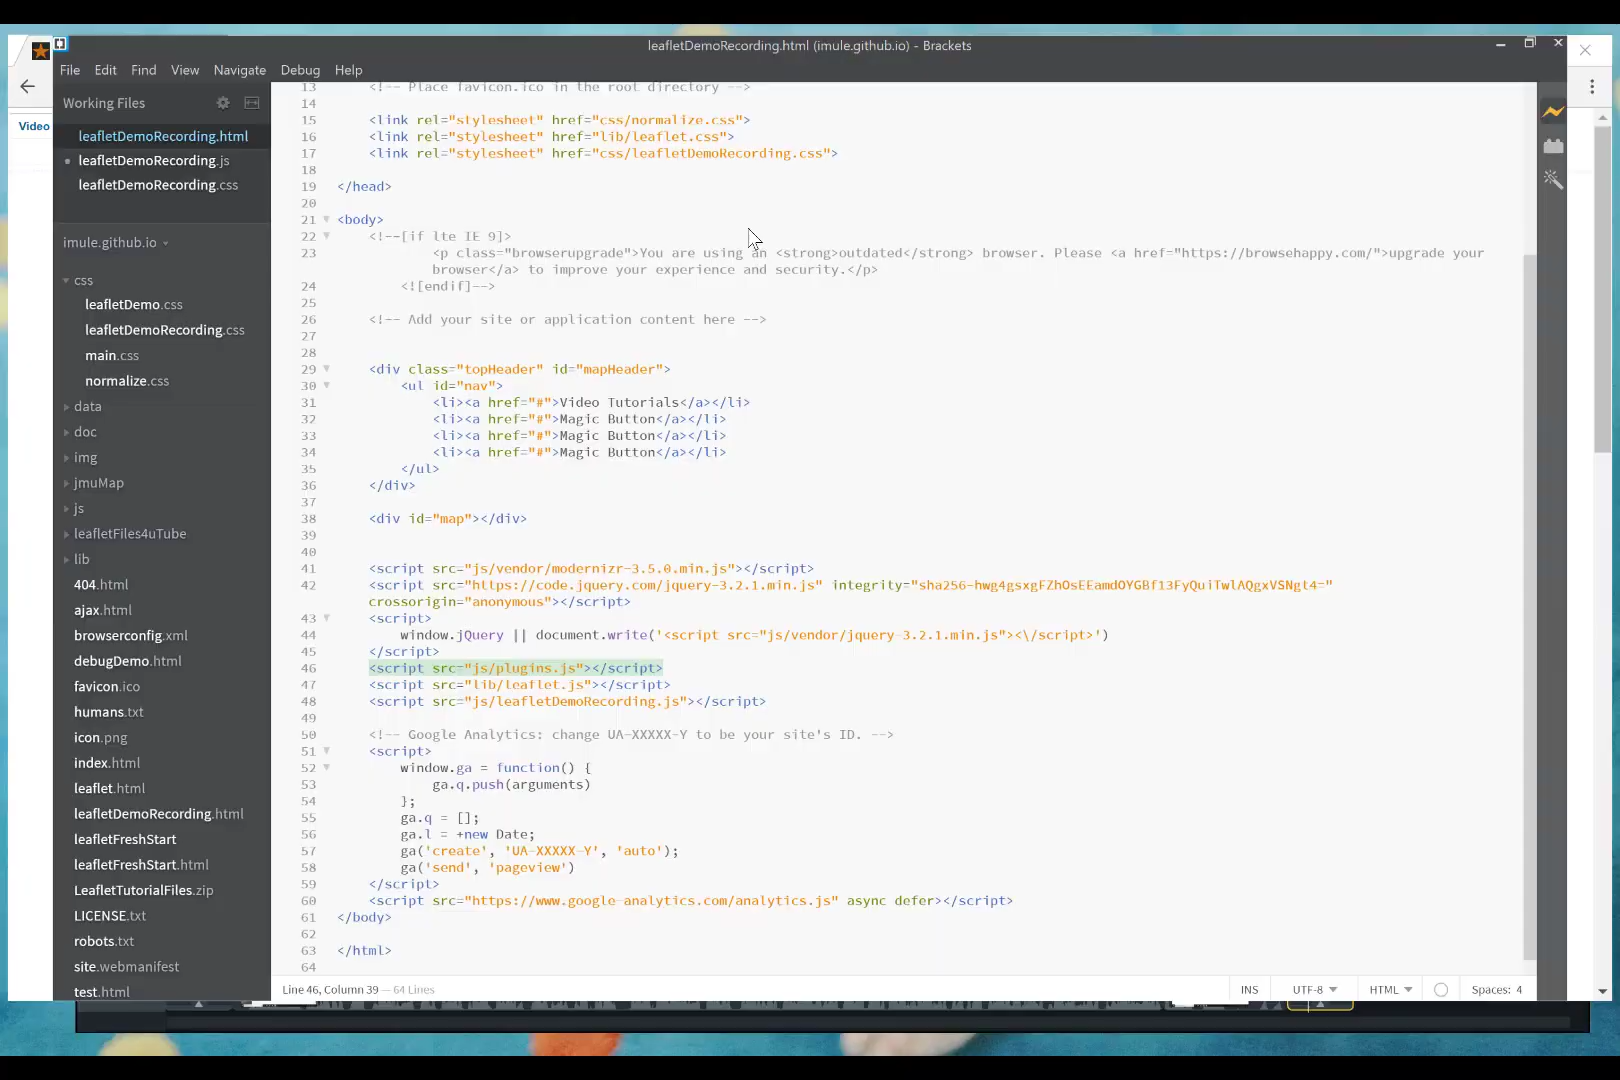 leafletDemoRecording.html (imule.github.io) - Brackets
File Edit Find View Navigate Debug Help
Video
Working Files
leafletDemoRecording.html
leafletDemoRecording.js
leafletDemoRecording.css
imule.github.io
css
leafletDemo.css
leafletDemoRecording.css
main.css
normalize.css
data
doc
img
jmuMap
js
leafletFiles4uTube
lib
404.html
ajax.html
browserconfig.xml
debugDemo.html
favicon.ico
humans.txt
icon.png
index.html
leaflet.html
leafletDemoRecording.html
leafletFreshStart
leafletFreshStart.html
LeafletTutorialFiles.zip
LICENSE.txt
robots.txt
site.webmanifest
test.html
13 <!-- Place favicon.ico in the root directory -->
14
15 <link rel="stylesheet" href="css/normalize.css">
16 <link rel="stylesheet" href="lib/leaflet.css">
17 <link rel="stylesheet" href="css/leafletDemoRecording.css">
18
19 </head>
20
21 <body>
22 <!--[if lte IE 9]>
23 <p class="browserupgrade">You are using an <strong>outdated</strong> browser. Please <a href="https://browsehappy.com/">upgrade your
browser</a> to improve your experience and security.</p>
24 <![endif]-->
25
26 <!-- Add your site or application content here -->
27
28
29 <div class="topHeader" id="mapHeader">
30 <ul id="nav">
31 <li><a href="#">Video Tutorials</a></li>
32 <li><a href="#">Magic Button</a></li>
33 <li><a href="#">Magic Button</a></li>
34 <li><a href="#">Magic Button</a></li>
35 </ul>
36 </div>
37
38 <div id="map"></div>
39
40
41 <script src="js/vendor/modernizr-3.5.0.min.js"></script>
42 <script src="https://code.jquery.com/jquery-3.2.1.min.js" integrity="sha256-hwg4gsxgFZhOsEEamdOYGBf13FyQuiTwlAQgxVSNgt4="
crossorigin="anonymous"></script>
43 <script>
44 window.jQuery || document.write('<script src="js/vendor/jquery-3.2.1.min.js"><\/script>')
45 </script>
46 <script src="js/plugins.js"></script>
47 <script src="lib/leaflet.js"></script>
48 <script src="js/leafletDemoRecording.js"></script>
49
50 <!-- Google Analytics: change UA-XXXXX-Y to be your site's ID. -->
51 <script>
52 window.ga = function() {
53 ga.q.push(arguments)
54 };
55 ga.q = [];
56 ga.l = +new Date;
57 ga('create', 'UA-XXXXX-Y', 'auto');
58 ga('send', 'pageview')
59 </script>
60 <script src="https://www.google-analytics.com/analytics.js" async defer></script>
61 </body>
62
63 </html>
64
Line 46, Column 39 — 64 Lines
INS UTF-8 HTML Spaces: 4